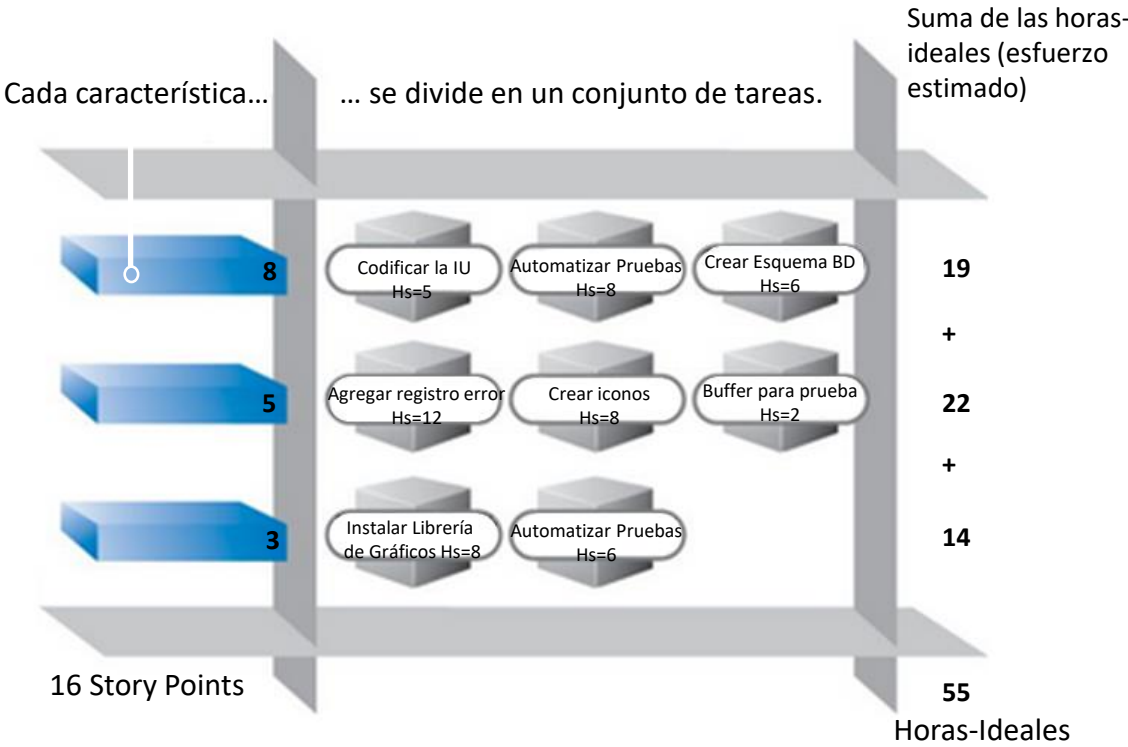 Suma de las horas-
ideales (esfuerzo
estimado)
Cada característica…
… se divide en un conjunto de tareas.
8
Codificar la IU
Hs=5
Automatizar Pruebas
Hs=8
Crear Esquema BD
Hs=6
19
+
5
Agregar registro error
Hs=12
Crear iconos
Hs=8
Buffer para prueba
Hs=2
22
+
3
Instalar Librería
de Gráficos Hs=8
Automatizar Pruebas
Hs=6
14
16 Story Points
55
Horas-Ideales